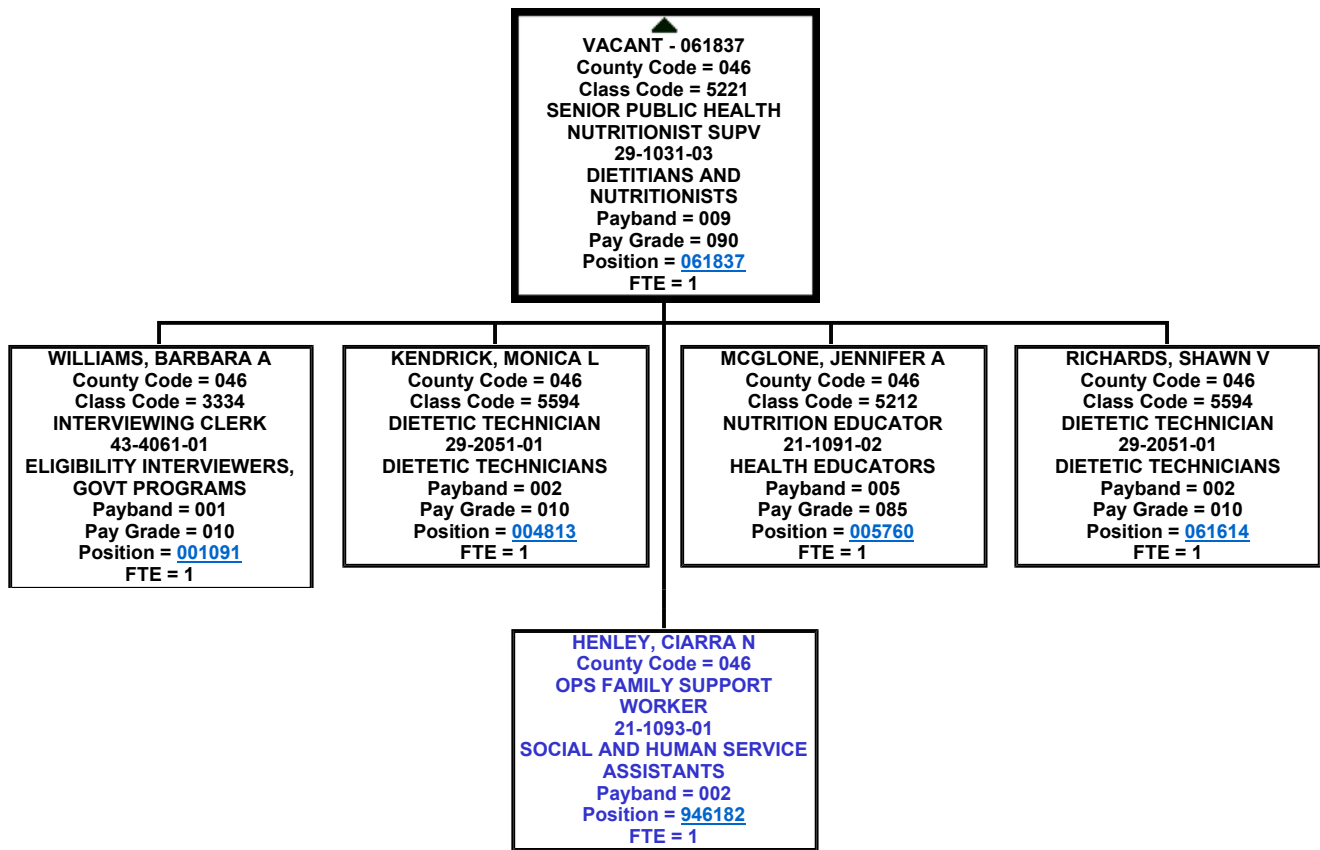 VACANT - 061837
County Code = 046
Class Code = 5221
SENIOR PUBLIC HEALTH
NUTRITIONIST SUPV
29-1031-03
DIETITIANS AND
NUTRITIONISTS
Payband = 009
Pay Grade = 090
Position = 061837
FTE = 1
WILLIAMS, BARBARA A
County Code = 046
Class Code = 3334
INTERVIEWING CLERK
43-4061-01
ELIGIBILITY INTERVIEWERS,
GOVT PROGRAMS
Payband = 001
Pay Grade = 010
Position = 001091
FTE = 1
KENDRICK, MONICA L
County Code = 046
Class Code = 5594
DIETETIC TECHNICIAN
29-2051-01
DIETETIC TECHNICIANS
Payband = 002
Pay Grade = 010
Position = 004813
FTE = 1
MCGLONE, JENNIFER A
County Code = 046
Class Code = 5212
NUTRITION EDUCATOR
21-1091-02
HEALTH EDUCATORS
Payband = 005
Pay Grade = 085
Position = 005760
FTE = 1
RICHARDS, SHAWN V
County Code = 046
Class Code = 5594
DIETETIC TECHNICIAN
29-2051-01
DIETETIC TECHNICIANS
Payband = 002
Pay Grade = 010
Position = 061614
FTE = 1
HENLEY, CIARRA N
County Code = 046
OPS FAMILY SUPPORT
WORKER
21-1093-01
SOCIAL AND HUMAN SERVICE
ASSISTANTS
Payband = 002
Position = 946182
FTE = 1